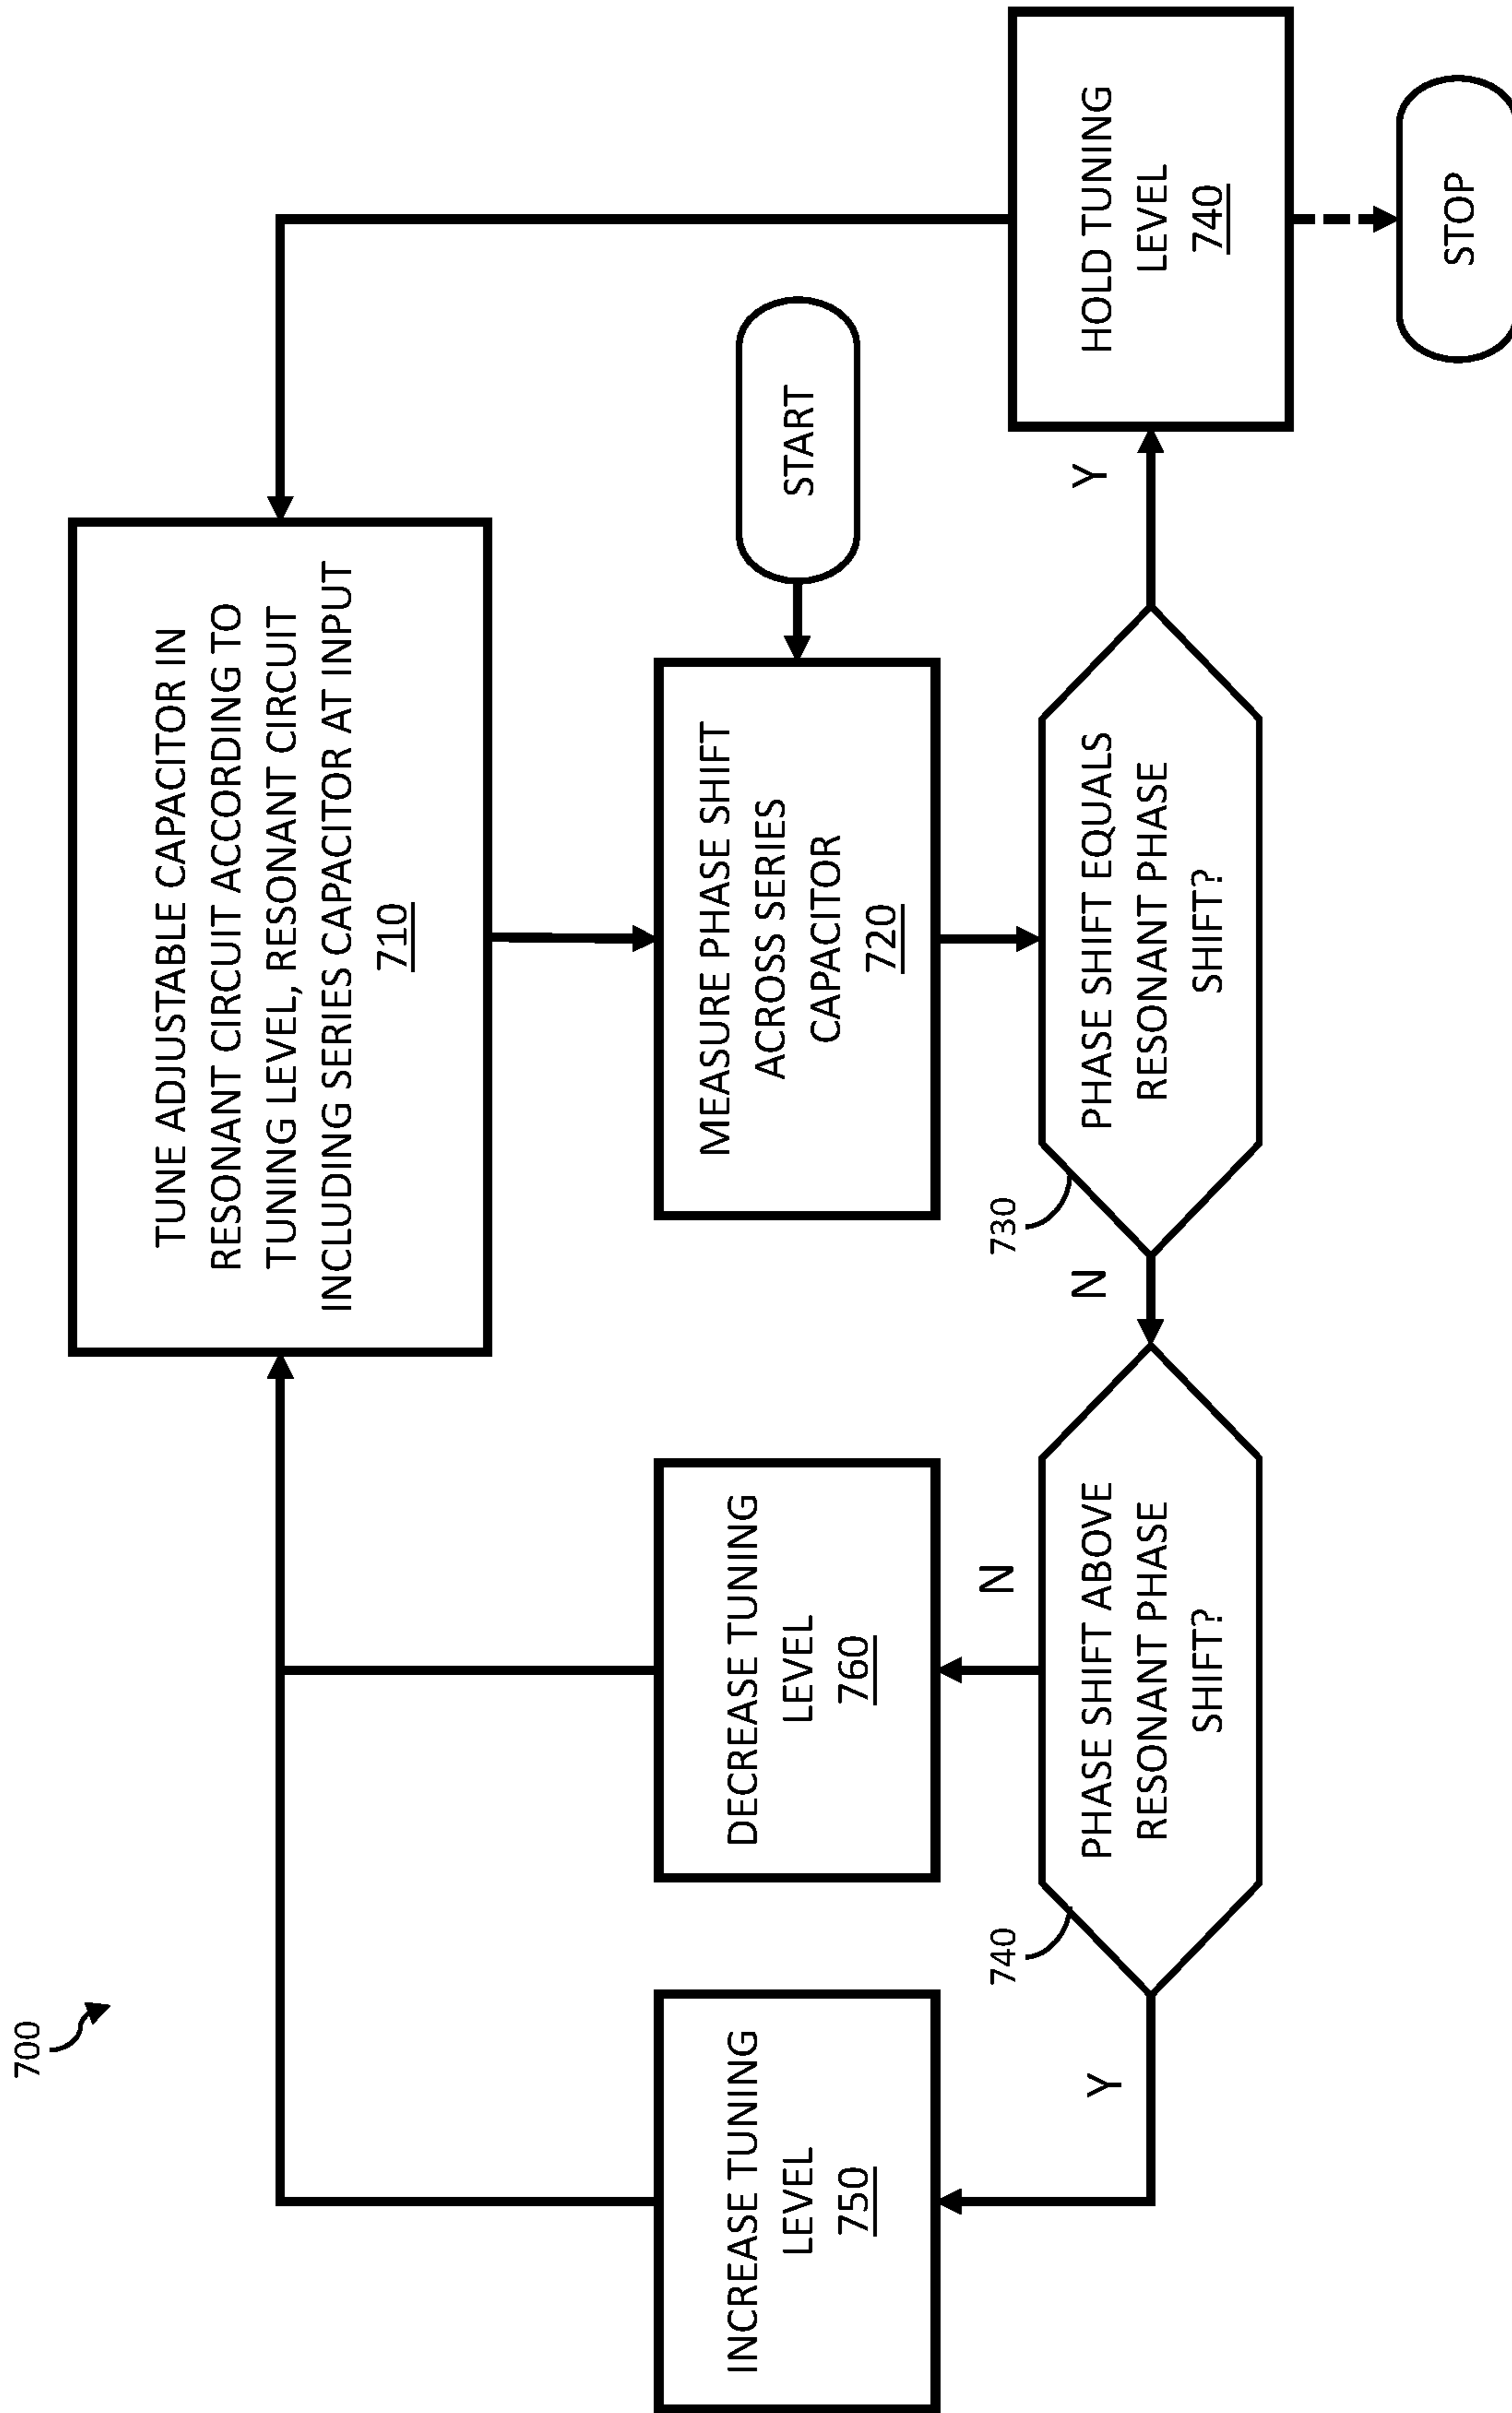 700
TUNE ADJUSTABLE CAPACITOR IN
RESONANT CIRCUIT ACCORDING TO
TUNING LEVEL, RESONANT CIRCUIT
INCLUDING SERIES CAPACITOR AT INPUT
710
INCREASE TUNING
LEVEL
750
DECREASE TUNING
LEVEL
760
MEASURE PHASE SHIFT
ACROSS SERIES
CAPACITOR
720
START
740
PHASE SHIFT ABOVE
RESONANT PHASE
SHIFT?
Y
N
730
PHASE SHIFT EQUALS
RESONANT PHASE
SHIFT?
N
Y
HOLD TUNING
LEVEL
740
STOP